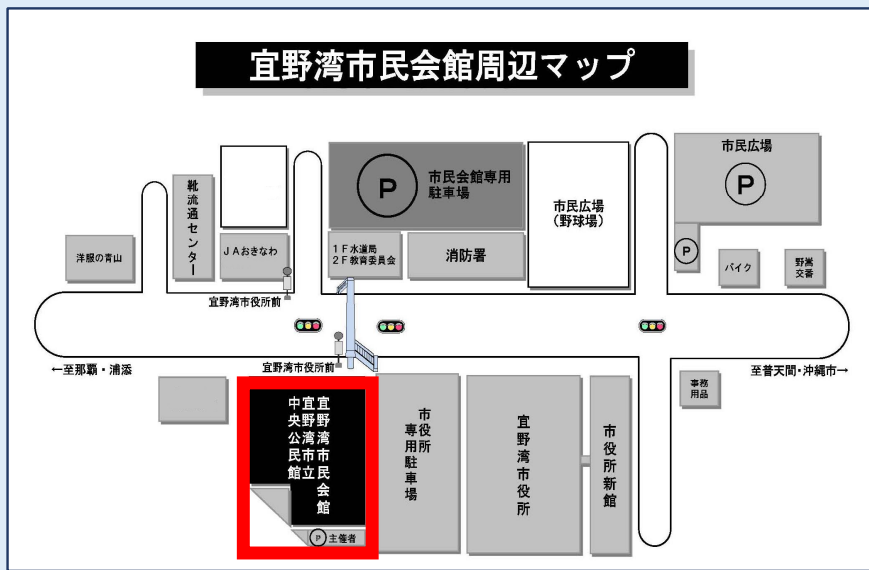 宜野湾市民会館周辺マップ
市民広場
P
靴流通センター
P
市民会館専用
駐車場
市民広場
(野球場)
洋服の青山
JAおきなわ
1F水道局
2F教育委員会
消防署
P
バイク
野嵩
交番
宜野湾市役所前
宜野湾市役所前
←至那覇・浦添
至普天間・沖縄市→
事務
用品
宜野湾市民会館
宜野湾市立
中央公民館
P 主催者
市役所
専用駐車場
宜野湾市役所
市役所新館